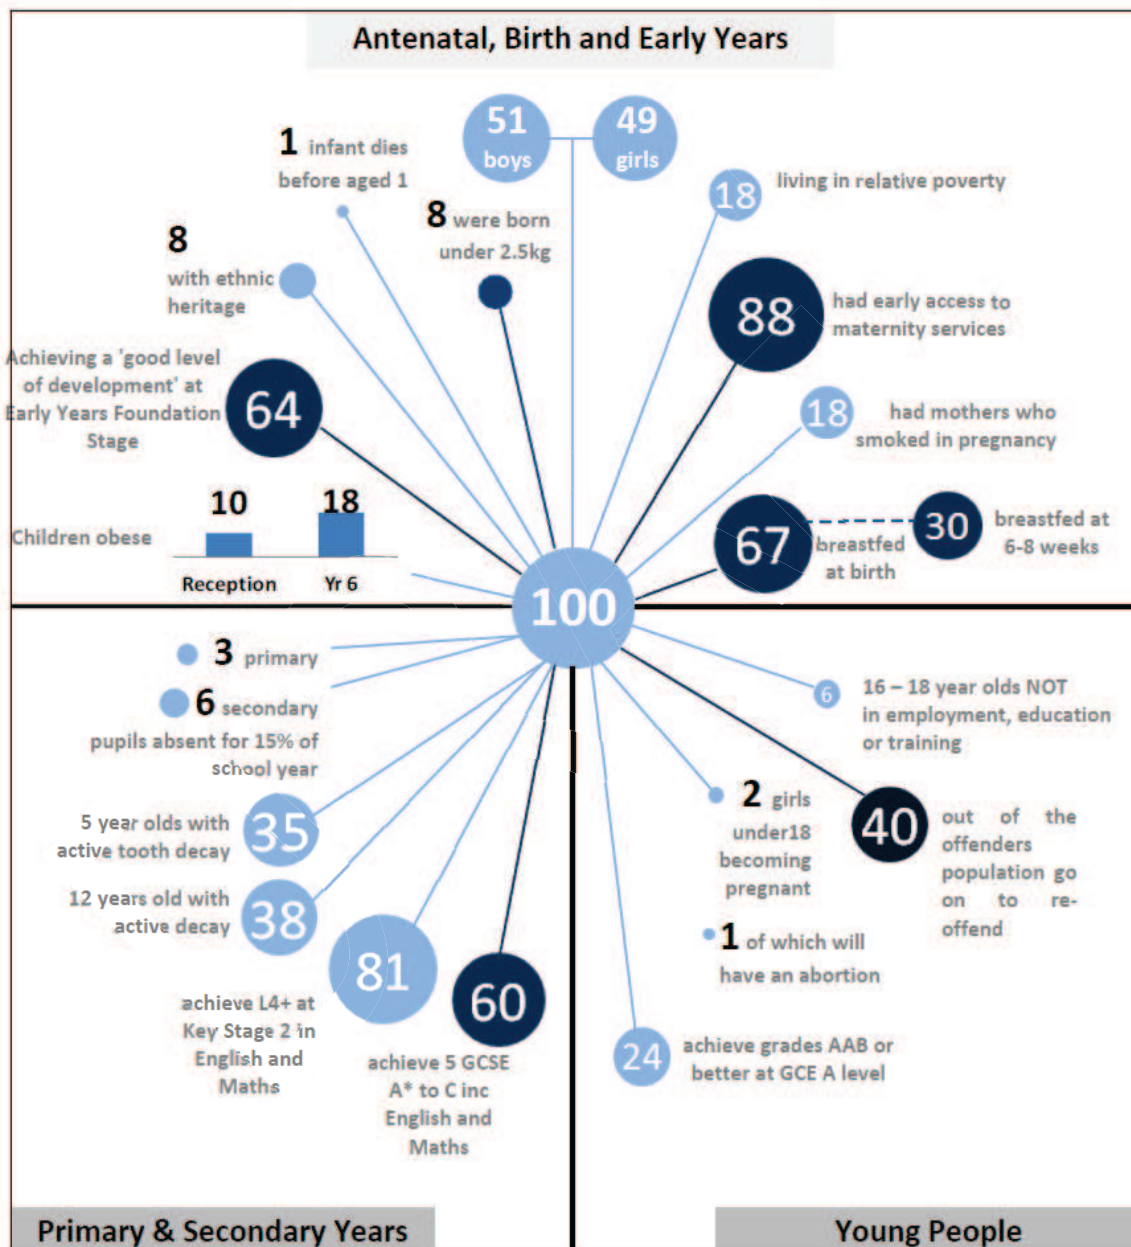 Antenatal, Birth and Early Years
51
boys
49
girls
1 infant dies
before aged 1
8 were born
under 2.5kg
18
living in relative poverty
8
with ethnic
heritage
88
had early access to
maternity services
Achieving a 'good level
of development' at
Early Years Foundation
Stage
64
18
had mothers who
smoked in pregnancy
Children obese
10
18
Reception
Yr 6
67
breastfed
at birth
30
breastfed at
6-8 weeks
100
3 primary
6 secondary
pupils absent for 15% of
school year
5 year olds with
active tooth decay
35
12 years old with
active decay
38
81
achieve L4+ at
Key Stage 2 in
English and
Maths
60
achieve 5 GCSE
A* to C inc
English and
Maths
6
16 – 18 year olds NOT
in employment, education
or training
2 girls
under18
becoming
pregnant
40
out of the
offenders
population go
on to re-
offend
1 of which will
have an abortion
24
achieve grades AAB or
better at GCE A level
Primary & Secondary Years
Young People